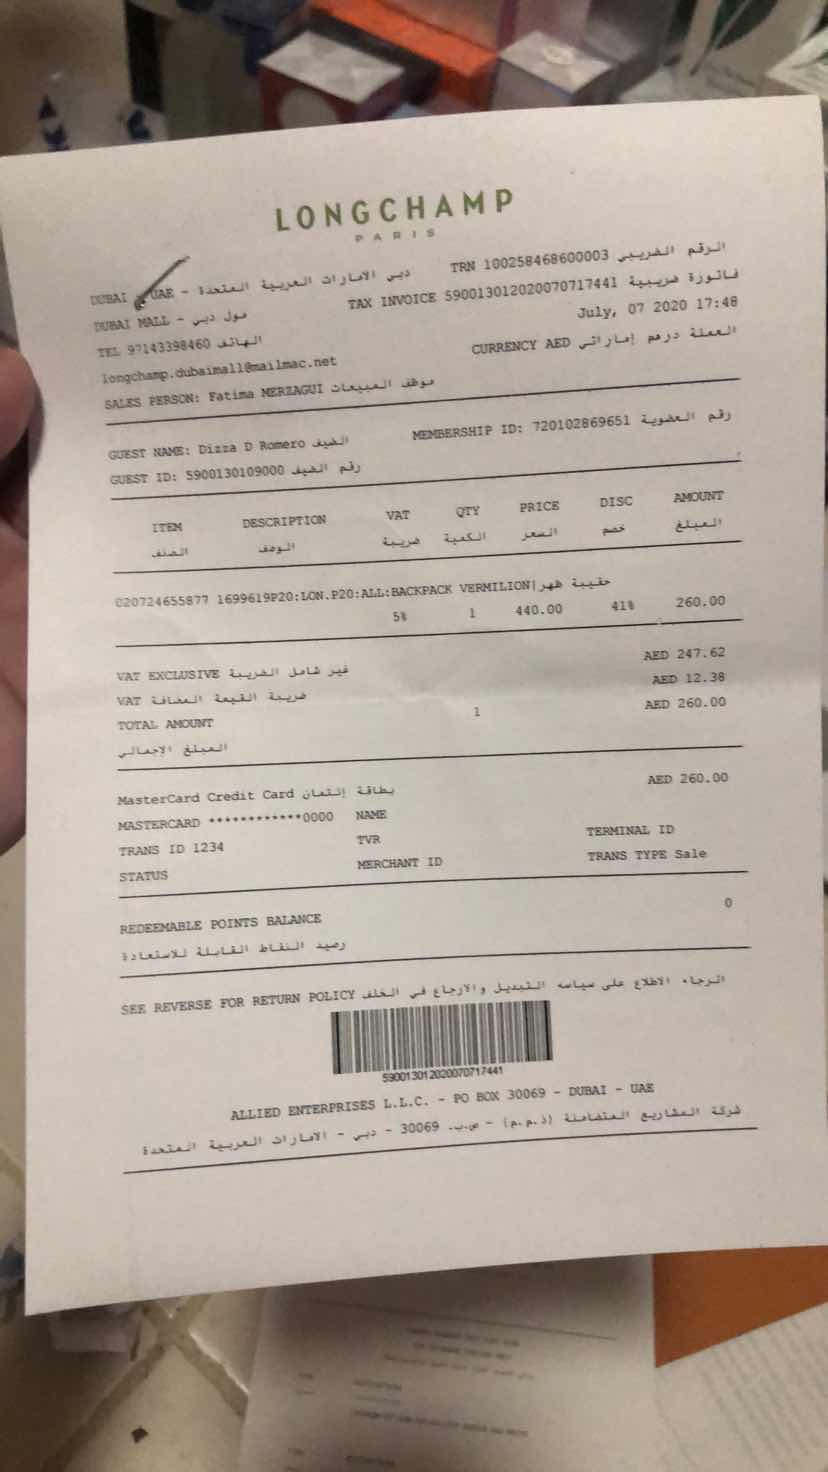 LONGCHAMP
PARIS
DUBAI - UAE - دبي الامارات العربية المتحدة
TRN 100258468600003 الرقم الضريبي
DUBAI MALL - مول دبي
TAX INVOICE 590013012020070717441 فاتورة ضريبية
TEL 97143398460 الهاتف
July, 07 2020 17:48
longchamp.dubaimall@mailmac.net
CURRENCY AED العملة درهم إماراتي
SALES PERSON: Fatima MERZAGUI موظف المبيعات
GUEST NAME: Dizza D Romero الضيف
MEMBERSHIP ID: 720102869651 رقم العضوية
GUEST ID: 5900130109000 رقم الضيف
ITEM DESCRIPTION VAT QTY PRICE DISC AMOUNT
الصنف الوصف ضريبة الكمية السعر خصم المبلغ
020724655877 1699619P20:LON.P20:ALL:BACKPACK VERMILION|حقيبة ظهر
5% 1 440.00 41% 260.00
VAT EXCLUSIVE غير شامل الضريبة AED 247.62
VAT ضريبة القيمة المضافة AED 12.38
TOTAL AMOUNT 1 AED 260.00
المبلغ الإجمالي
MasterCard Credit Card بطاقة إئتمان AED 260.00
MASTERCARD ************0000 NAME
TRANS ID 1234 TVR TERMINAL ID
STATUS MERCHANT ID TRANS TYPE Sale
REDEEMABLE POINTS BALANCE 0
رصيد النقاط القابلة للاستعادة
SEE REVERSE FOR RETURN POLICY الرجاء الاطلاع على سياسه التبديل والارجاع في الخلف
590013012020070717441
ALLIED ENTERPRISES L.L.C. - PO BOX 30069 - DUBAI - UAE
شركة المشاريع المتضامنة (ذ.م.م) - ص.ب. 30069 - دبي - الامارات العربية المتحدة